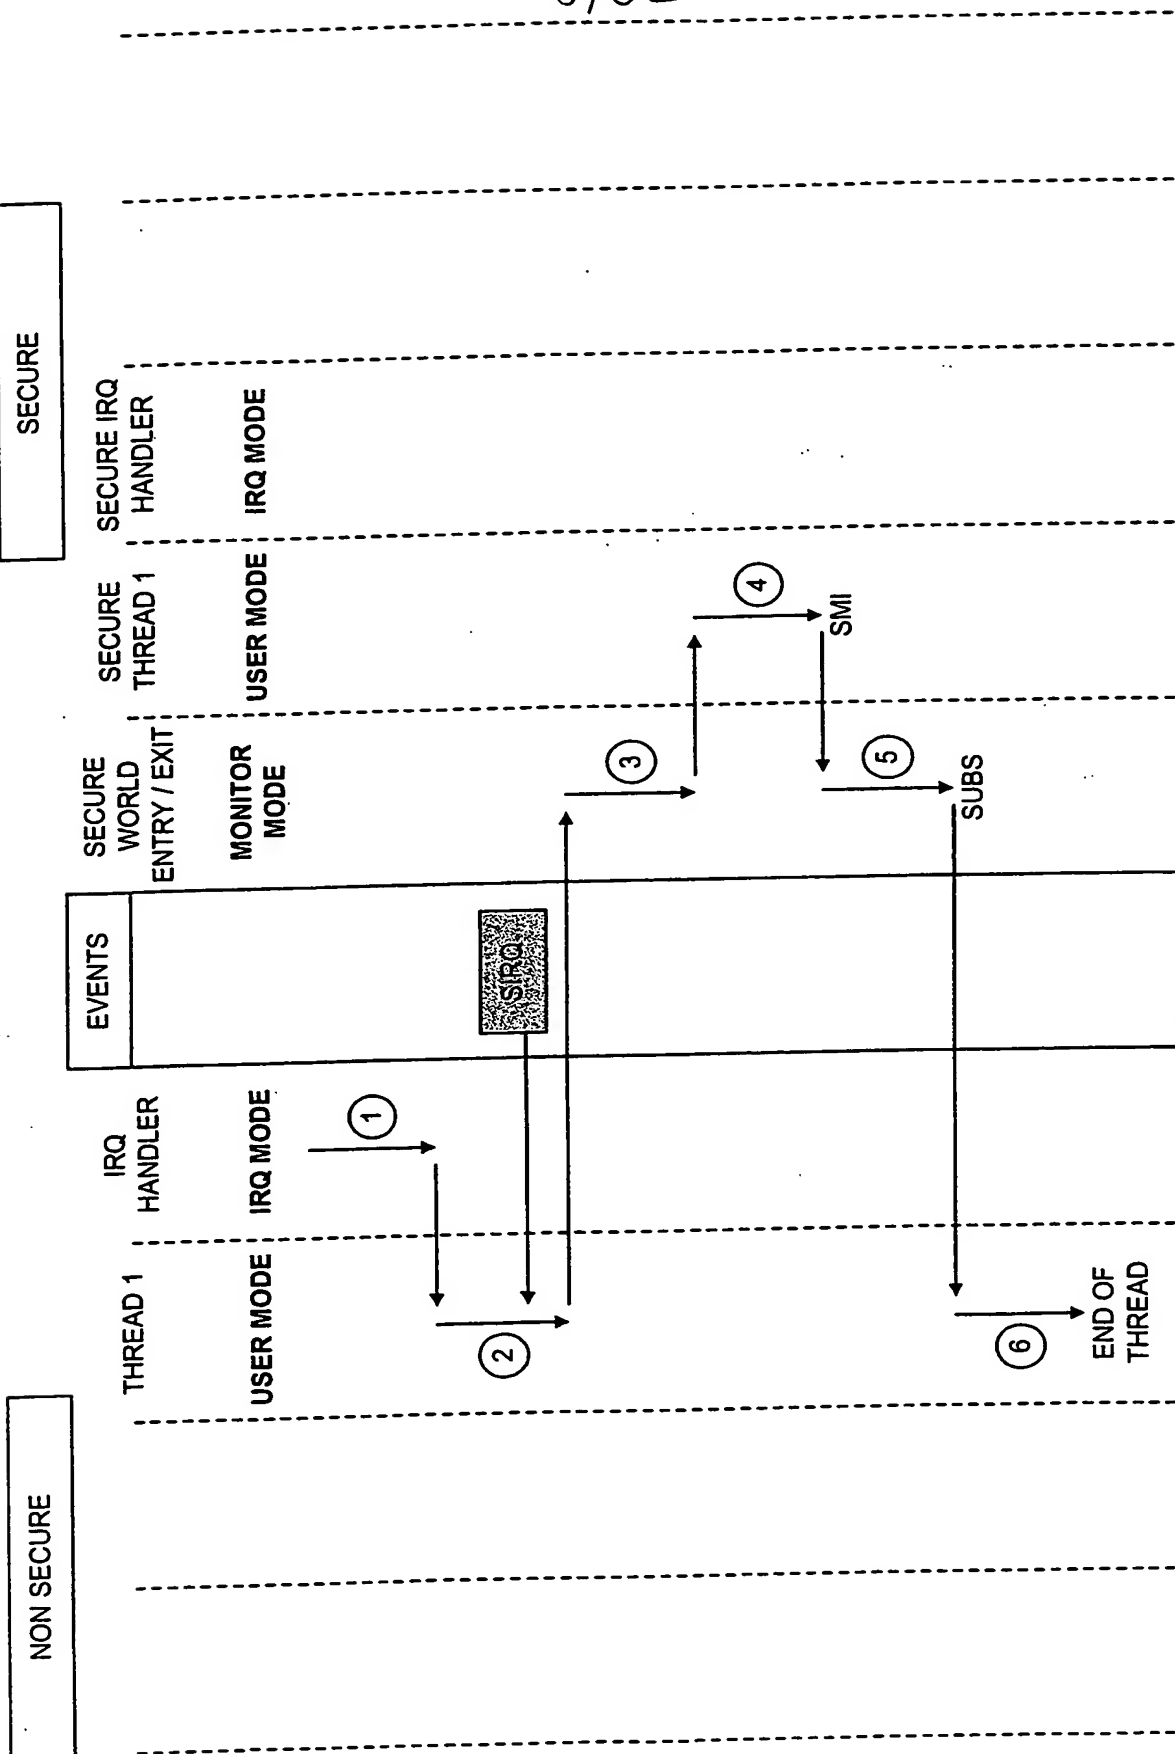 NON SECURE
EVENTS
SECURE
THREAD 1
IRQ
HANDLER
SECURE
WORLD
ENTRY / EXIT
SECURE
THREAD 1
SECURE IRQ
HANDLER
USER MODE
IRQ MODE
MONITOR
MODE
USER MODE
IRQ MODE
1
2
SIRQ
3
4
SMI
5
SUBS
6
END OF
THREAD